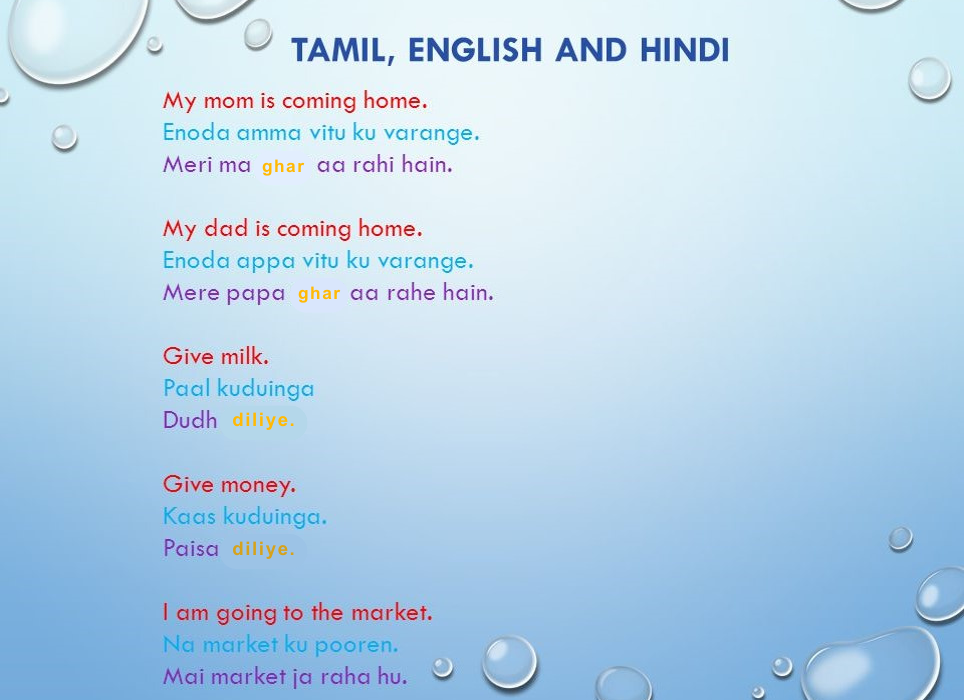 TAMIL, ENGLISH AND HINDI
My mom is coming home.
Enoda amma vitu ku varange.
Meri ma ghar aa rahi hain.
My dad is coming home.
Enoda appa vitu ku varange.
Mere papa ghar aa rahe hain.
Give milk.
Paal kuduinga
Dudh diliye.
Give money.
Kaas kuduinga.
Paisa diliye.
I am going to the market.
Na market ku pooren.
Mai market ja raha hu.